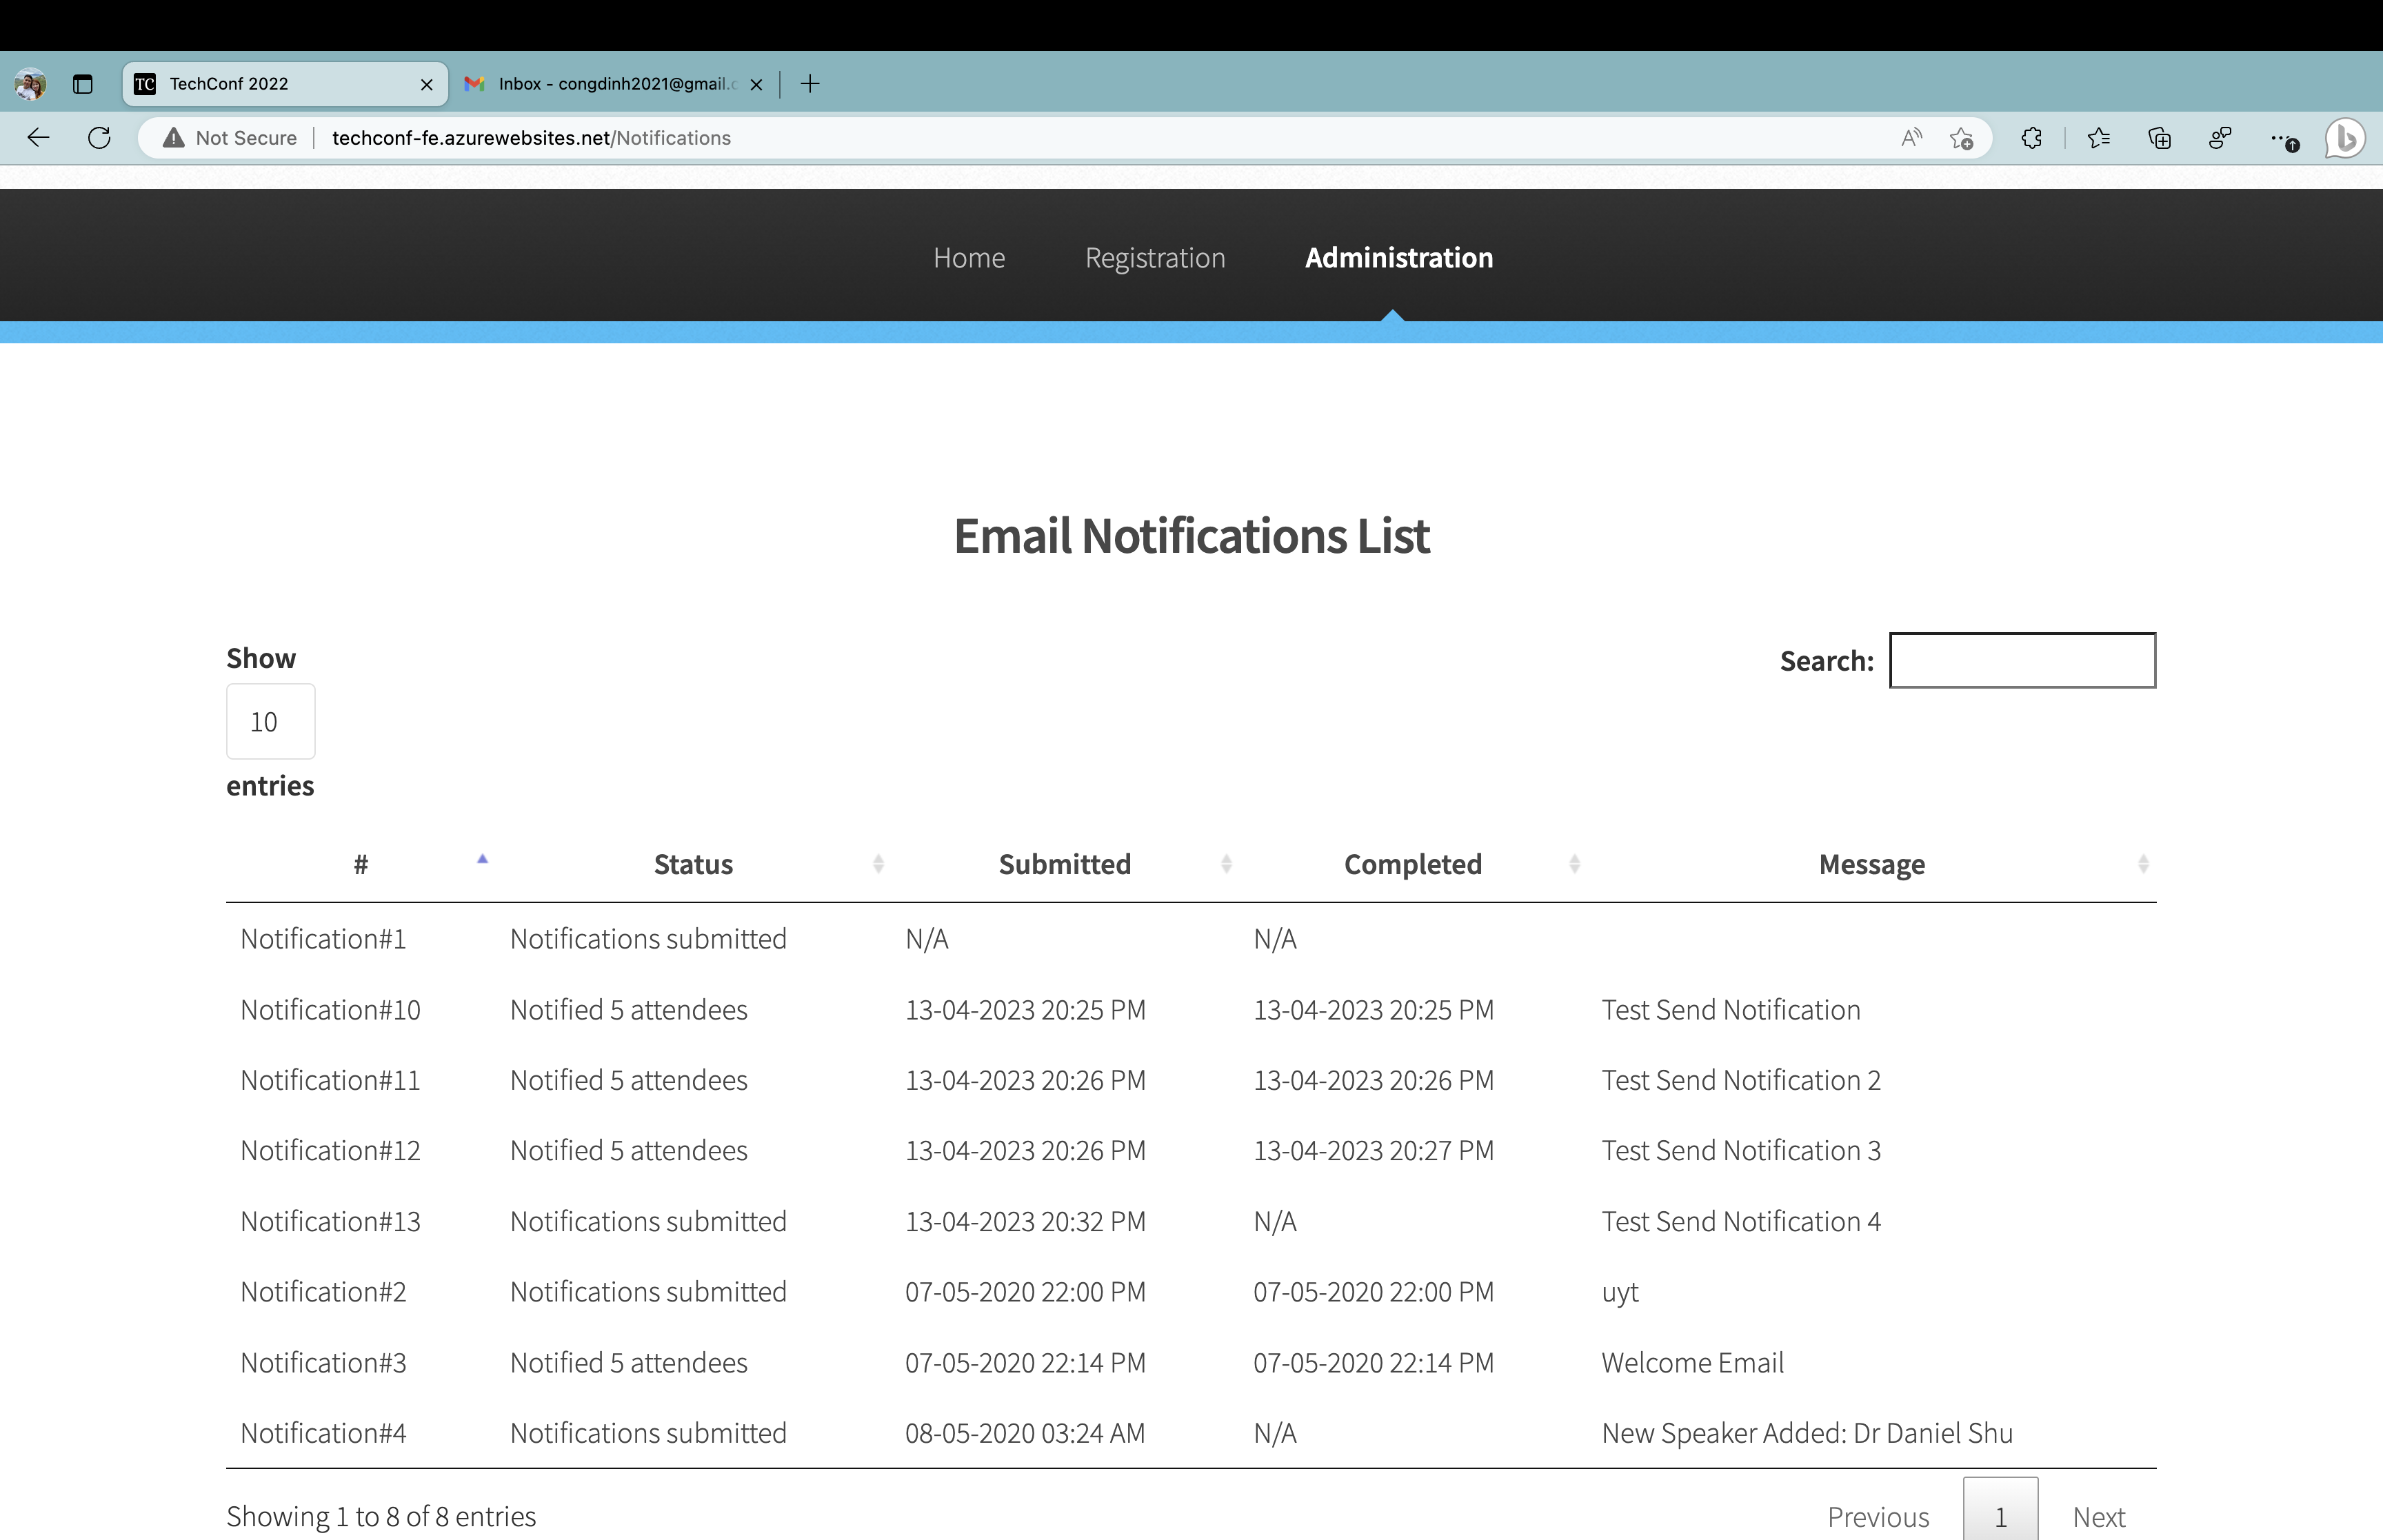 TechConf 2022
Inbox - congdinh2021@gmail.c
Not Secure techconf-fe.azurewebsites.net/Notifications
Home Registration Administration
Email Notifications List
Show
10
entries
Search:
# Status Submitted Completed Message
Notification#1 Notifications submitted N/A N/A
Notification#10 Notified 5 attendees 13-04-2023 20:25 PM 13-04-2023 20:25 PM Test Send Notification
Notification#11 Notified 5 attendees 13-04-2023 20:26 PM 13-04-2023 20:26 PM Test Send Notification 2
Notification#12 Notified 5 attendees 13-04-2023 20:26 PM 13-04-2023 20:27 PM Test Send Notification 3
Notification#13 Notifications submitted 13-04-2023 20:32 PM N/A Test Send Notification 4
Notification#2 Notifications submitted 07-05-2020 22:00 PM 07-05-2020 22:00 PM uyt
Notification#3 Notified 5 attendees 07-05-2020 22:14 PM 07-05-2020 22:14 PM Welcome Email
Notification#4 Notifications submitted 08-05-2020 03:24 AM N/A New Speaker Added: Dr Daniel Shu
Showing 1 to 8 of 8 entries
Previous 1 Next